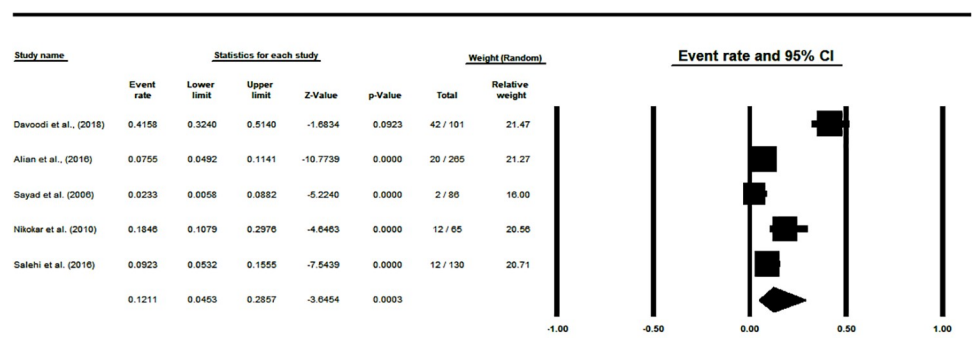 Study name Statistics for each study Weight (Random) Event rate and 95% CI
Event rate Lower limit Upper limit Z-Value p-Value Total Relative weight
Davoodi et al., (2018) 0.4158 0.3240 0.5140 -1.6834 0.0923 42 / 101 21.47
Alian et al., (2016) 0.0755 0.0492 0.1141 -10.7739 0.0000 20 / 265 21.27
Sayad et al. (2006) 0.0233 0.0058 0.0882 -5.2240 0.0000 2 / 86 16.00
Nikokar et al. (2010) 0.1846 0.1079 0.2976 -4.6463 0.0000 12 / 65 20.56
Salehi et al. (2016) 0.0923 0.0532 0.1555 -7.5439 0.0000 12 / 130 20.71
0.1211 0.0453 0.2857 -3.6454 0.0003
-1.00 -0.50 0.00 0.50 1.00